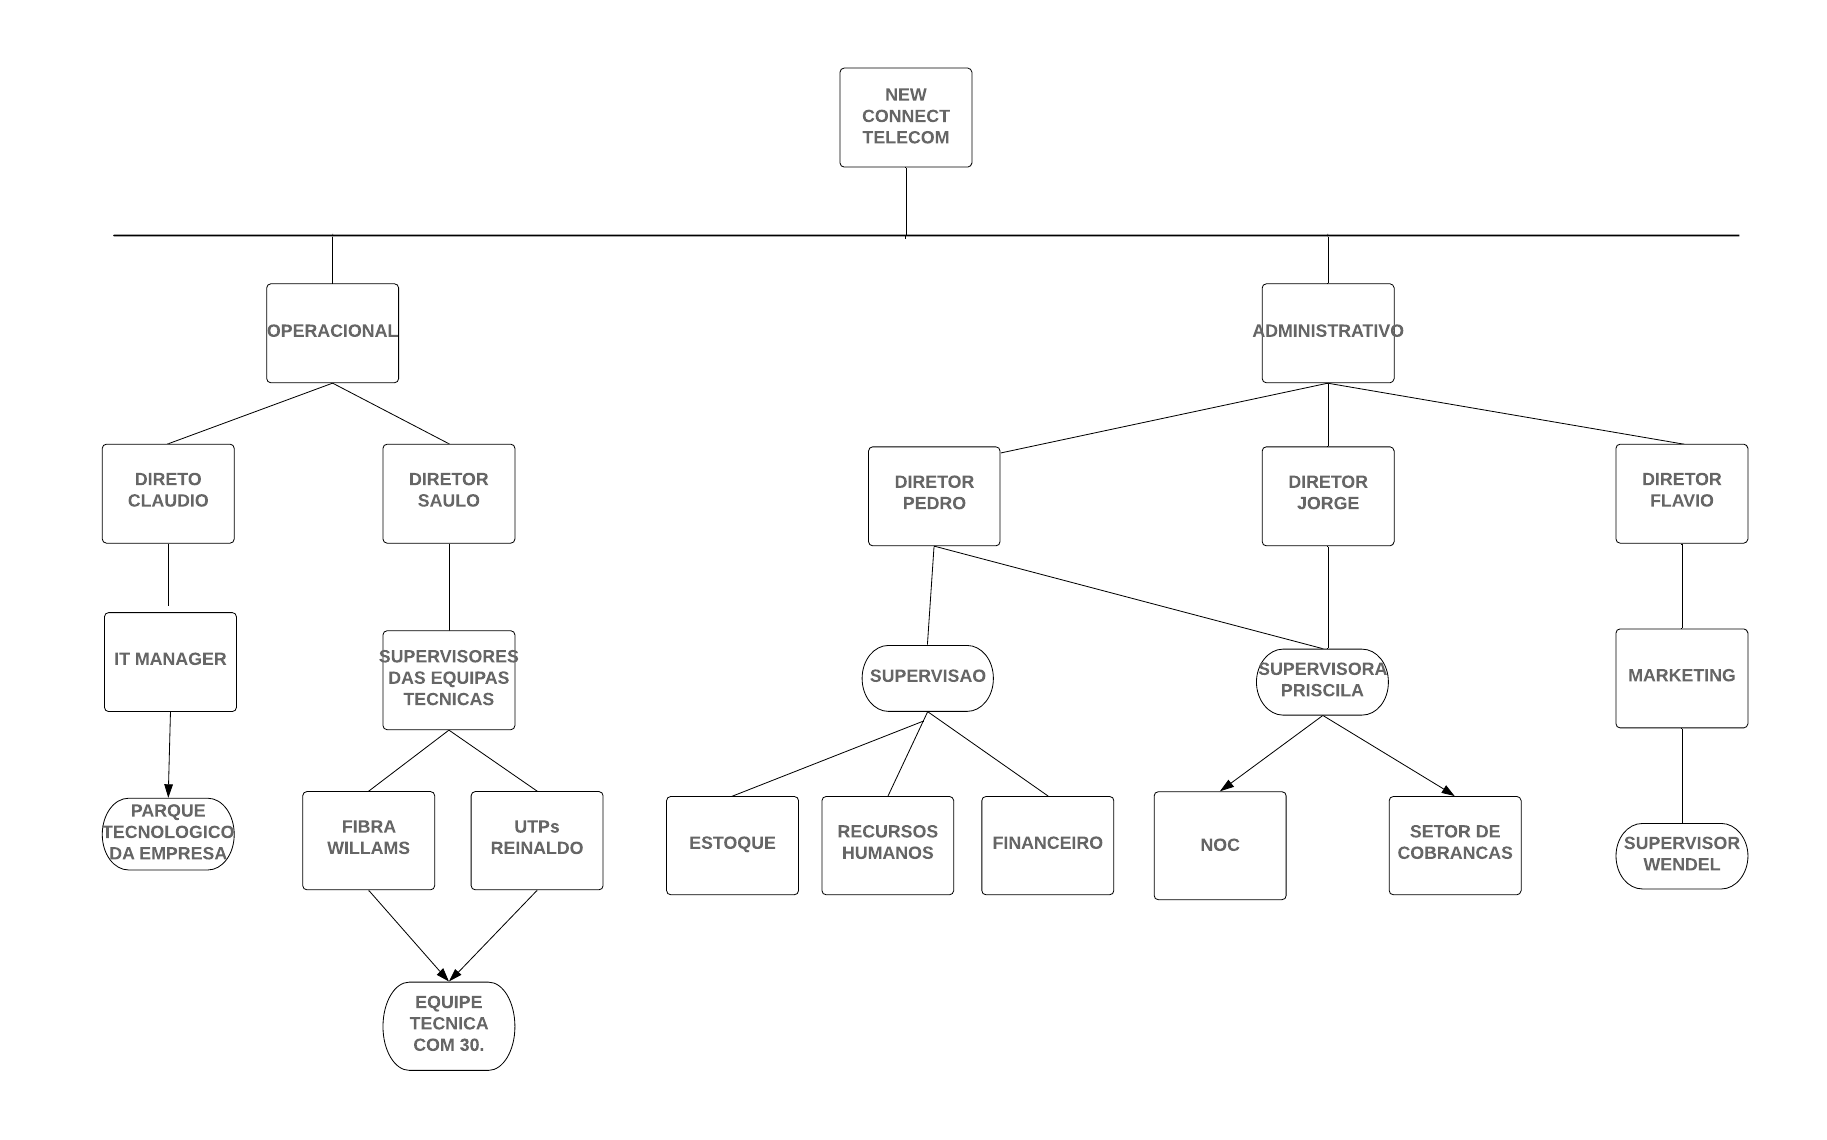 NEW
CONNECT
TELECOM
OPERACIONAL
ADMINISTRATIVO
DIRETO
CLAUDIO
DIRETOR
SAULO
DIRETOR
PEDRO
DIRETOR
JORGE
DIRETOR
FLAVIO
IT MANAGER
SUPERVISORES
DAS EQUIPAS
TECNICAS
SUPERVISAO
SUPERVISORA
PRISCILA
MARKETING
PARQUE
TECNOLOGICO
DA EMPRESA
FIBRA
WILLAMS
UTPs
REINALDO
ESTOQUE
RECURSOS
HUMANOS
FINANCEIRO
NOC
SETOR DE
COBRANCAS
SUPERVISOR
WENDEL
EQUIPE
TECNICA
COM 30.